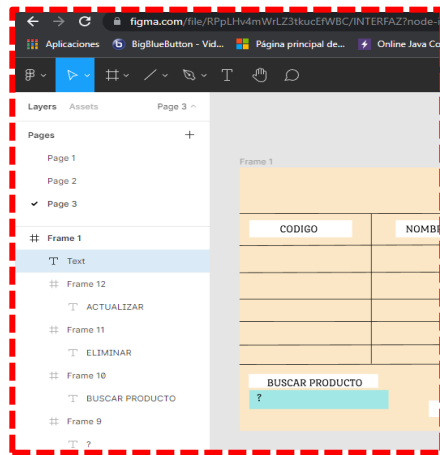 figma.com/file/RPpLHv4mWrLZ3tkucEfWBC/INTERFAZ?node-i
Aplicaciones BigBlueButton - Vid... Página principal de... Online Java Co
Layers Assets Page 3
Pages
Page 1
Page 2
Page 3
Frame 1
Text
Frame 12
ACTUALIZAR
Frame 11
ELIMINAR
Frame 10
BUSCAR PRODUCTO
Frame 9
?
Frame 1
CODIGO NOMB
BUSCAR PRODUCTO
?